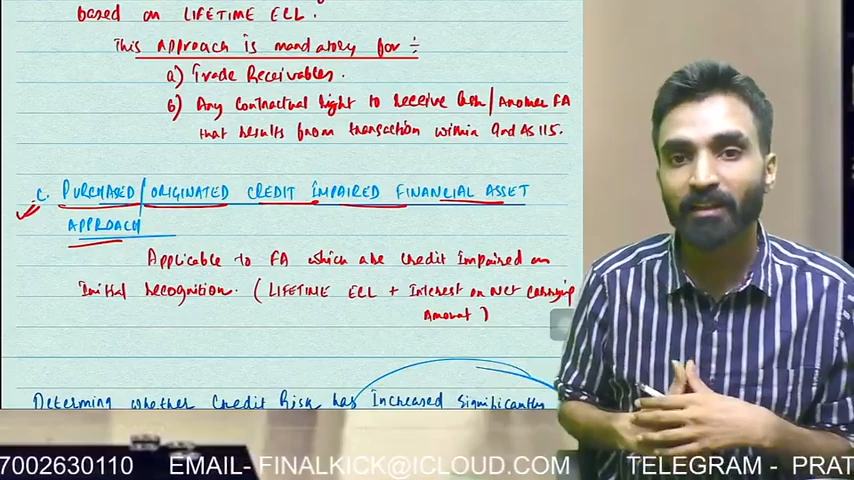 based on LIFETIME ECL.
This Approach is mandatory for ÷
a) Trade Receivables.
b) Any contractual right to receive cash / Another FA
that results from transaction within Ind AS 115.
C. PURCHASED / ORIGINATED CREDIT IMPAIRED FINANCIAL ASSET
APPROACH
Applicable to FA which are credit impaired on
Initial recognition. (LIFETIME ECL + Interest on Net carrying
Amount)
Determing whether Credit Risk has Increased Significantly
7002630110 EMAIL- FINALKICK@ICLOUD.COM TELEGRAM - PRAT